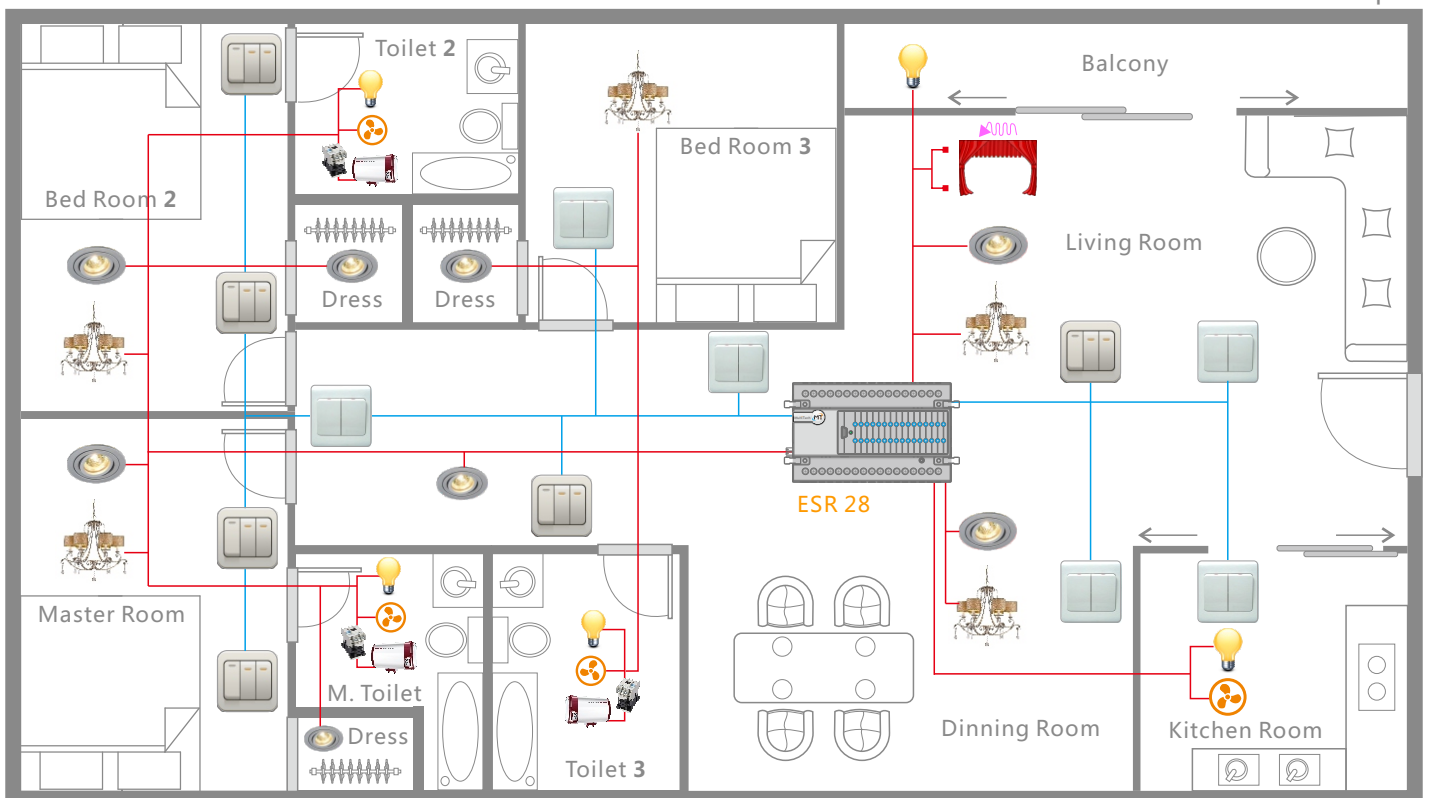 Toilet 2
Balcony
Bed Room 3
Bed Room 2
Living Room
Dress
Dress
MT
ESR 28
Master Room
M. Toilet
Dress
Toilet 3
Dinning Room
Kitchen Room